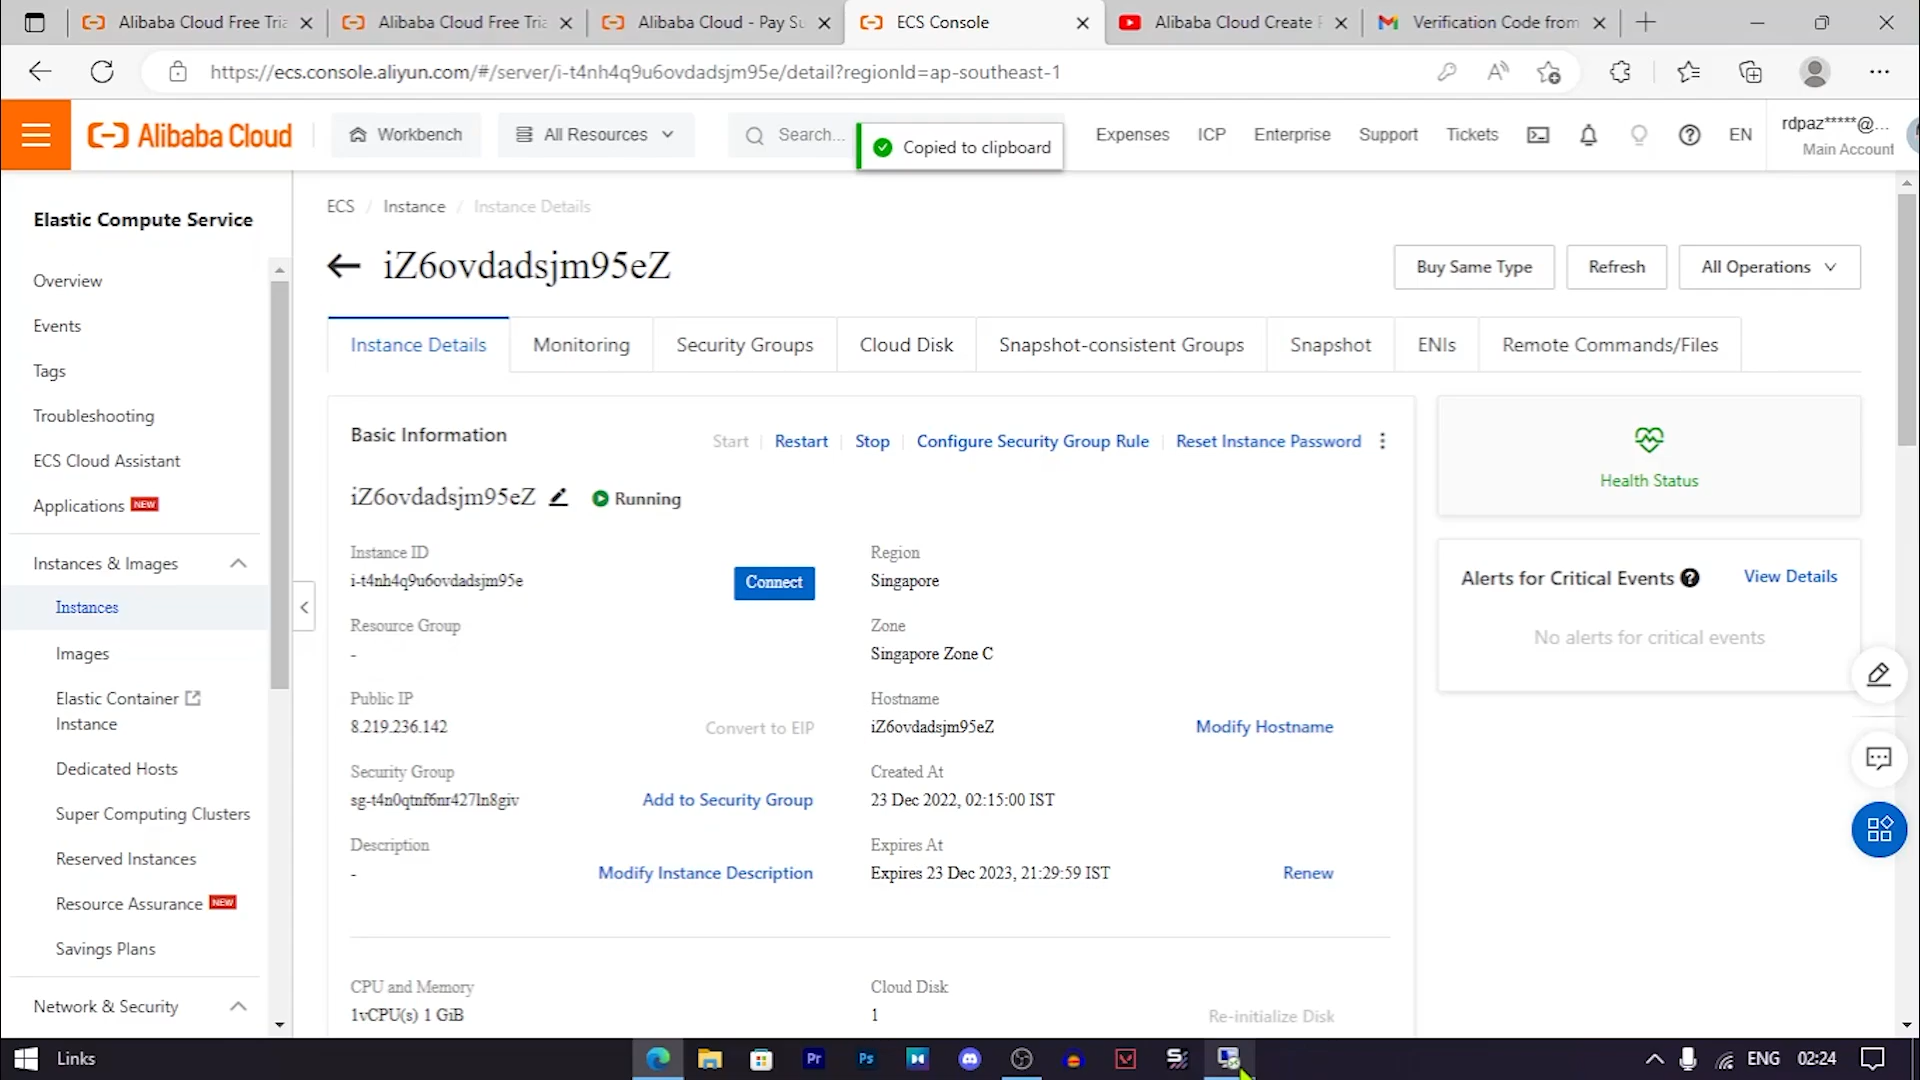 Alibaba Cloud Free Tria
Alibaba Cloud Free Tria
Alibaba Cloud - Pay Su
ECS Console
Alibaba Cloud Create
Verification Code from
https://ecs.console.aliyun.com/#/server/i-t4nh4q9u6ovdadsjm95e/detail?regionId=ap-southeast-1
Alibaba Cloud
Workbench
All Resources
Search...
Copied to clipboard
Expenses
ICP
Enterprise
Support
Tickets
EN
rdpaz*****@...
Main Account
Elastic Compute Service
Overview
Events
Tags
Troubleshooting
ECS Cloud Assistant
Applications NEW
Instances & Images
Instances
Images
Elastic Container
Instance
Dedicated Hosts
Super Computing Clusters
Reserved Instances
Resource Assurance NEW
Savings Plans
Network & Security
ECS / Instance / Instance Details
iZ6ovdadsjm95eZ
Buy Same Type
Refresh
All Operations
Instance Details
Monitoring
Security Groups
Cloud Disk
Snapshot-consistent Groups
Snapshot
ENIs
Remote Commands/Files
Basic Information
Start
Restart
Stop
Configure Security Group Rule
Reset Instance Password
iZ6ovdadsjm95eZ
Running
Instance ID
i-t4nh4q9u6ovdadsjm95e
Connect
Region
Singapore
Resource Group
-
Zone
Singapore Zone C
Public IP
8.219.236.142
Convert to EIP
Hostname
iZ6ovdadsjm95eZ
Modify Hostname
Security Group
sg-t4n0qtnf6nr427ln8giv
Add to Security Group
Created At
23 Dec 2022, 02:15:00 IST
Description
-
Modify Instance Description
Expires At
Expires 23 Dec 2023, 21:29:59 IST
Renew
CPU and Memory
1vCPU(s) 1 GiB
Cloud Disk
1
Re-initialize Disk
Health Status
Alerts for Critical Events
View Details
No alerts for critical events
Links
Pr
Ps
ENG
02:24